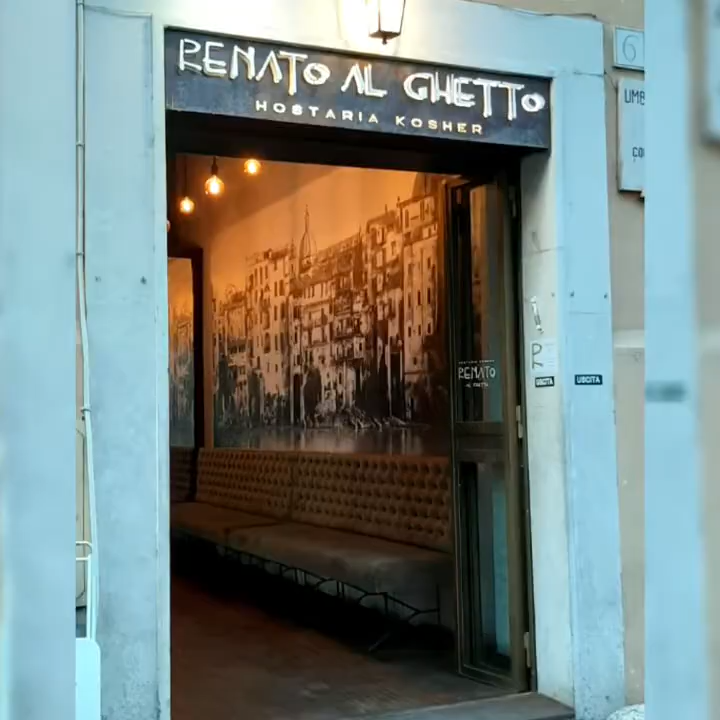 RENATO AL GHETTO
HOSTARIA KOSHER
6
RENATO
AL GHETTO
R
USCITA
USCITA